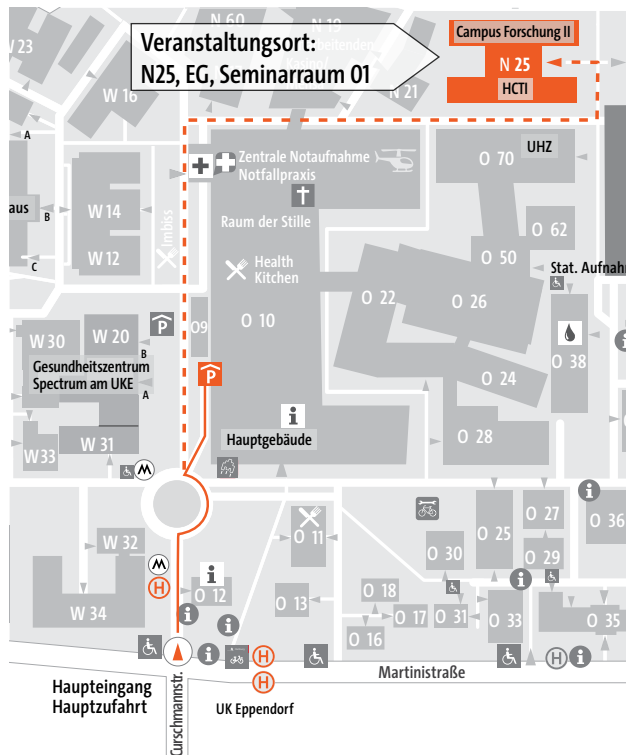 Veranstaltungsort:
N25, EG, Seminarraum 01
Campus Forschung II
N 25
HCTI
N 60
N 19
N 21
W 23
W 16
A
B
C
aus
W 14
W 12
Imbiss
Zentrale Notaufnahme
Notfallpraxis
Raum der Stille
Health
Kitchen
O 70
UHZ
O 62
O 50
Stat. Aufnahm
O 22
O 26
O 10
O9
O 38
O 24
O 28
P
P
W 30
W 20
B
A
Gesundheitszentrum
Spectrum am UKE
W 31
W33
i
Hauptgebäude
i
M
W 32
M
H
W 34
i
O 12
i
i
i
O 11
O 13
O 18
O 17
O 16
O 30
O 31
O 25
O 33
O 27
O 29
i
i
O 36
O 35
H
H
H
i
Martinistraße
Haupteingang
Hauptzufahrt
Curschmannstr.
UK Eppendorf